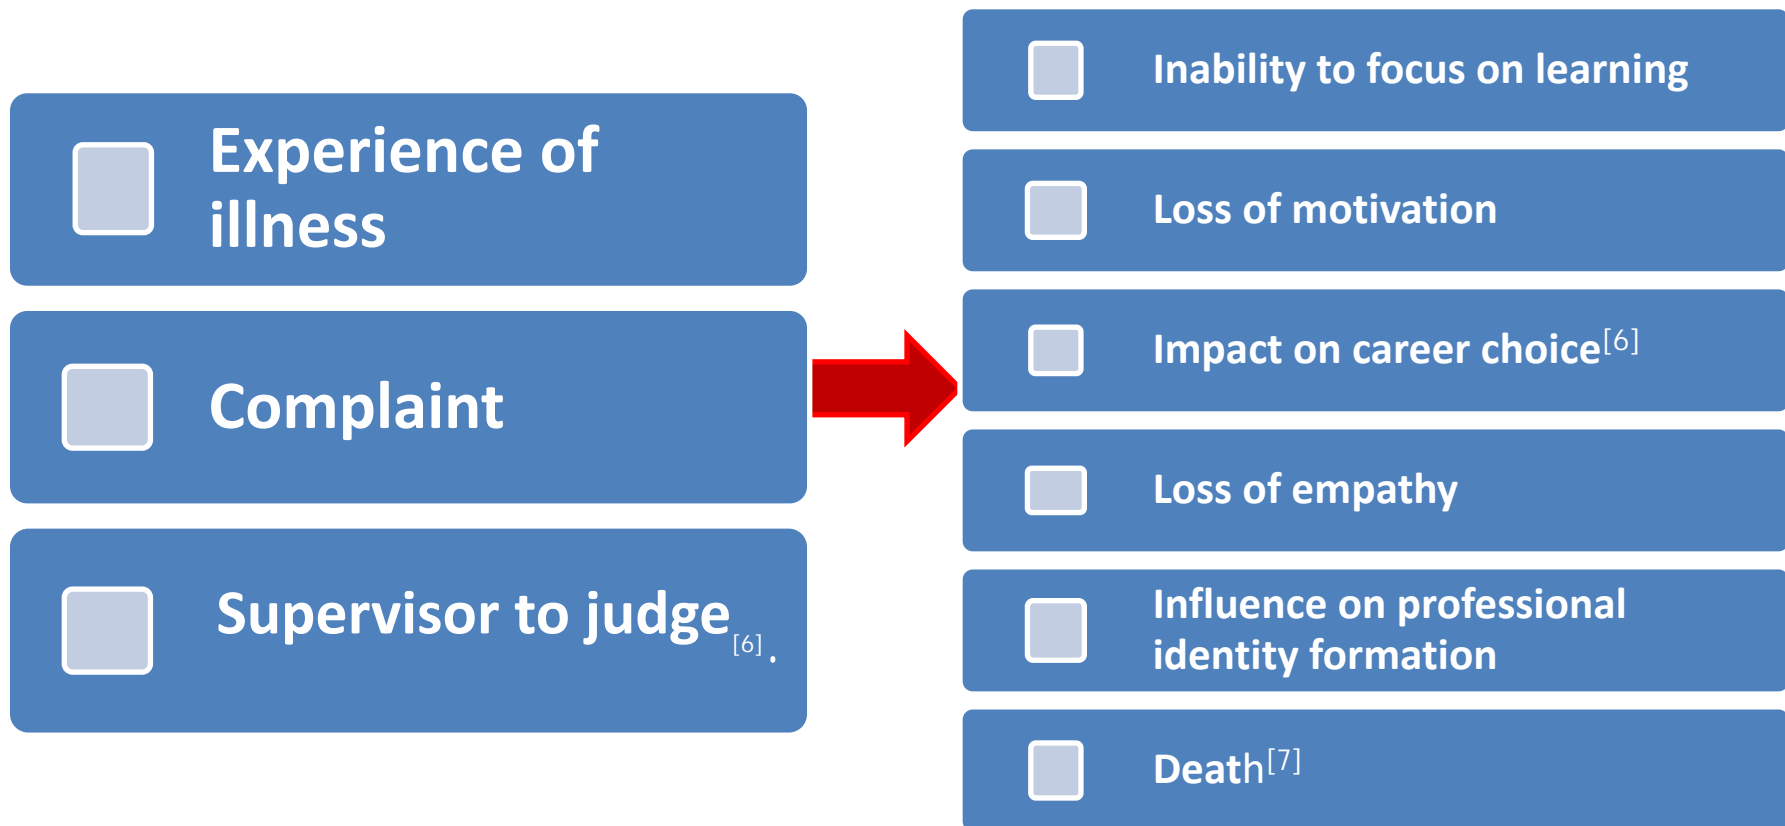 Experience of
illness
Complaint
Supervisor to judge[6].
Inability to focus on learning
Loss of motivation
Impact on career choice[6]
Loss of empathy
Influence on professional
identity formation
Death[7]